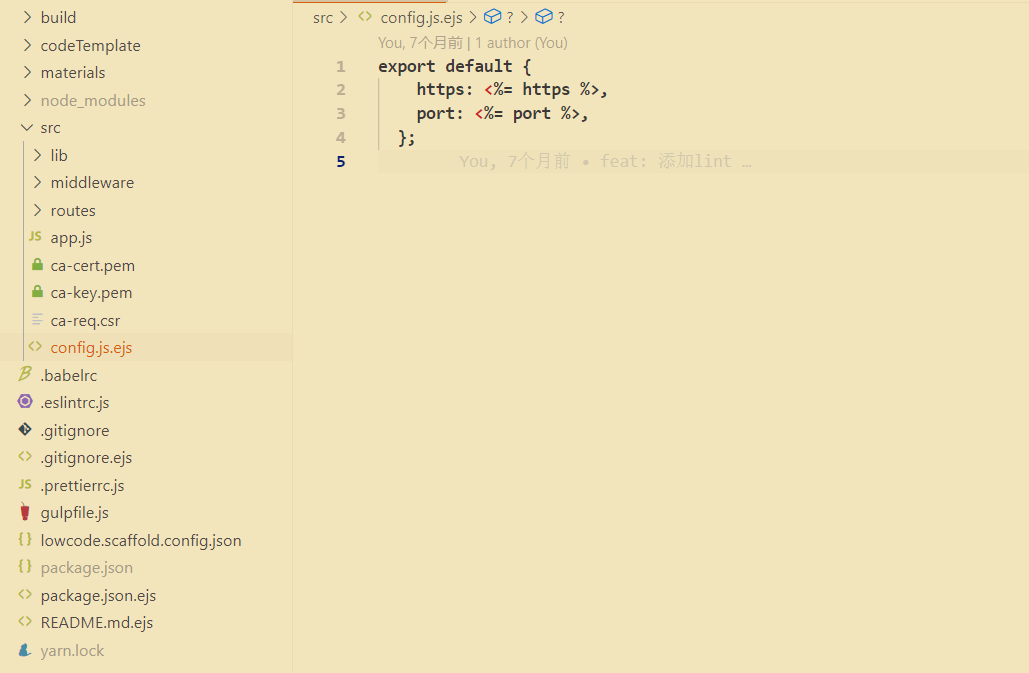 build
codeTemplate
materials
node_modules
src
lib
middleware
routes
JS app.js
ca-cert.pem
ca-key.pem
ca-req.csr
config.js.ejs
.babelrc
.eslintrc.js
.gitignore
.gitignore.ejs
JS .prettierrc.js
gulpfile.js
{} lowcode.scaffold.config.json
{} package.json
package.json.ejs
README.md.ejs
yarn.lock
src > <> config.js.ejs > ? > ?
You, 7个月前 | 1 author (You)
1 export default {
2 https: <%= https %>,
3 port: <%= port %>,
4 };
5 You, 7个月前 • feat: 添加lint …